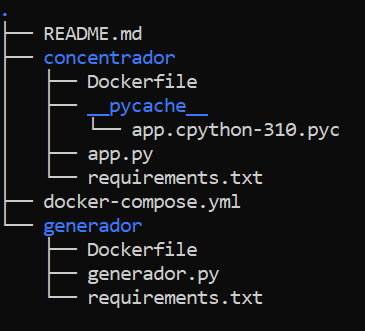 .
├── README.md
├── concentrador
│   ├── Dockerfile
│   ├── __pycache__
│   │   └── app.cpython-310.pyc
│   ├── app.py
│   └── requirements.txt
├── docker-compose.yml
└── generador
    ├── Dockerfile
    ├── generador.py
    └── requirements.txt